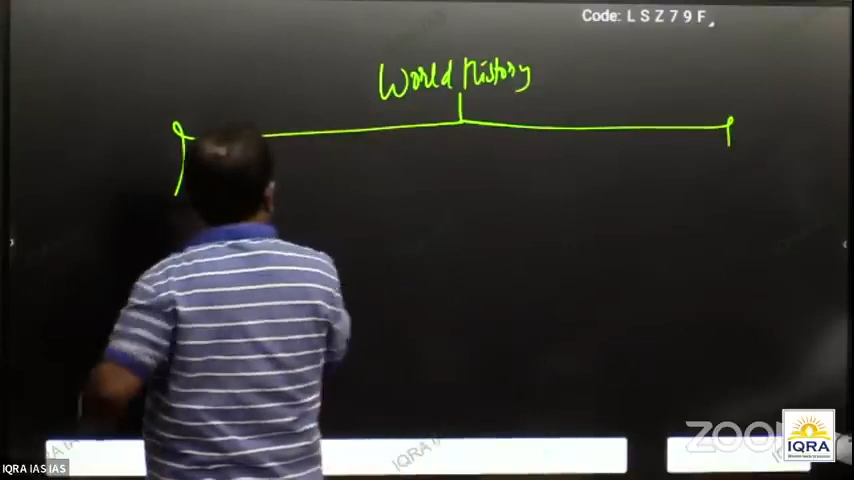 Code: L S Z 7 9 F
World History
ZOOM
IQRA
IQRA IAS IAS